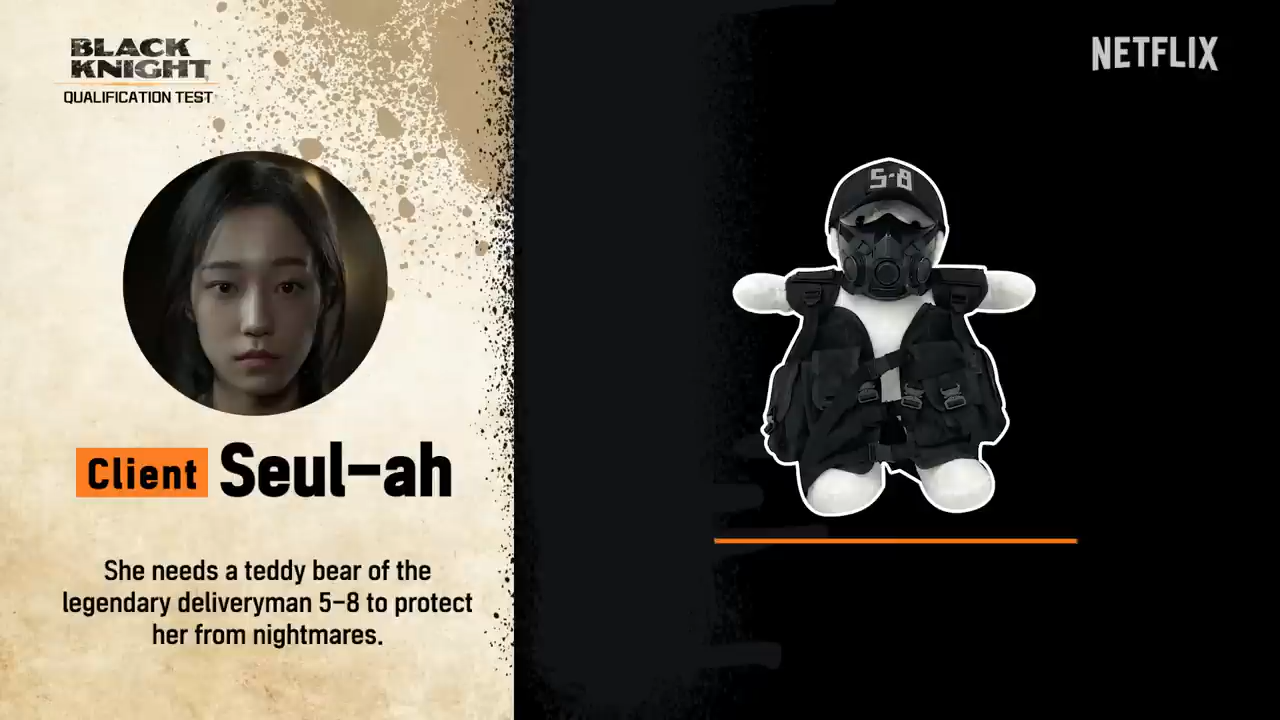 BLACK
KNIGHT
QUALIFICATION TEST
NETFLIX
5-8
Client Seul-ah
She needs a teddy bear of the
legendary deliveryman 5-8 to protect
her from nightmares.